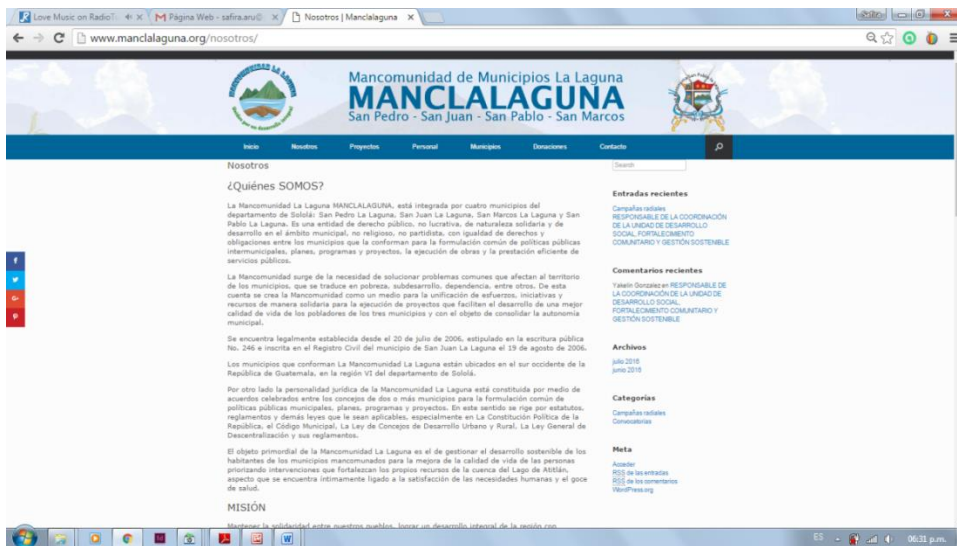 Love Music on RadioT
Página Web - safira.aru@
Nosotros | Manclalaguna
Safira
www.manclalaguna.org/nosotros/
MANCOMUNIDAD LA LAGUNA
Mancomunidad de Municipios La Laguna
MANCLALAGUNA
San Pedro - San Juan - San Pablo - San Marcos
Inicio Nosotros Proyectos Personal Municipios Donaciones Contacto
Nosotros
¿Quiénes SOMOS?
La Mancomunidad La Laguna MANCLALAGUNA, está integrada por cuatro municipios del
departamento de Sololá: San Pedro La Laguna, San Juan La Laguna, San Marcos La Laguna y San
Pablo La Laguna. Es una entidad de derecho público, no lucrativa, de naturaleza solidaria y de
desarrollo en el ámbito municipal, no religioso, no partidista, con igualdad de derechos y
obligaciones entre los municipios que la conforman para la formulación común de políticas públicas
intermunicipales, planes, programas y proyectos, la ejecución de obras y la prestación eficiente de
servicios públicos.
La Mancomunidad surge de la necesidad de solucionar problemas comunes que afectan al territorio
de los municipios, que se traduce en pobreza, subdesarrollo, dependencia, entre otros. De esta
cuenta se crea la Mancomunidad como un medio para la unificación de esfuerzos, iniciativas y
recursos de manera solidaria para la ejecución de proyectos que faciliten el desarrollo de una mejor
calidad de vida de los pobladores de los tres municipios y con el objeto de consolidar la autonomía
municipal.
Se encuentra legalmente establecida desde el 20 de julio de 2006, estipulado en la escritura pública
No. 246 e inscrita en el Registro Civil del municipio de San Juan La Laguna el 19 de agosto de 2006.
Los municipios que conforman La Mancomunidad La Laguna están ubicados en el sur occidente de la
República de Guatemala, en la región VI del departamento de Sololá.
Por otro lado la personalidad jurídica de la Mancomunidad La Laguna está constituida por medio de
acuerdos celebrados entre los concejos de dos o más municipios para la formulación común de
políticas públicas municipales, planes, programas y proyectos. En este sentido se rige por estatutos,
reglamentos y demás leyes que le sean aplicables, especialmente en La Constitución Política de la
República, el Código Municipal, La Ley de Concejos de Desarrollo Urbano y Rural, La Ley General de
Descentralización y sus reglamentos.
El objeto primordial de la Mancomunidad La Laguna es el de gestionar el desarrollo sostenible de los
habitantes de los municipios mancomunados para la mejora de la calidad de vida de las personas
priorizando intervenciones que fortalezcan los propios recursos de la cuenca del Lago de Atitlán,
aspecto que se encuentra íntimamente ligado a la satisfacción de las necesidades humanas y el goce
de salud.
MISIÓN
Mantener la solidaridad entre nuestros pueblos, lograr un desarrollo integral de la región con
Search
Entradas recientes
Campañas radiales
RESPONSABLE DE LA COORDINACIÓN
DE LA UNIDAD DE DESARROLLO
SOCIAL, FORTALECIMIENTO
COMUNITARIO Y GESTIÓN SOSTENIBLE
Comentarios recientes
Yakelin Gonzalez en RESPONSABLE DE
LA COORDINACIÓN DE LA UNIDAD DE
DESARROLLO SOCIAL,
FORTALECIMIENTO COMUNITARIO Y
GESTIÓN SOSTENIBLE
Archivos
julio 2016
junio 2016
Categorías
Campañas radiales
Convocatorias
Meta
Acceder
RSS de las entradas
RSS de los comentarios
WordPress.org
ES 06:31 p.m.